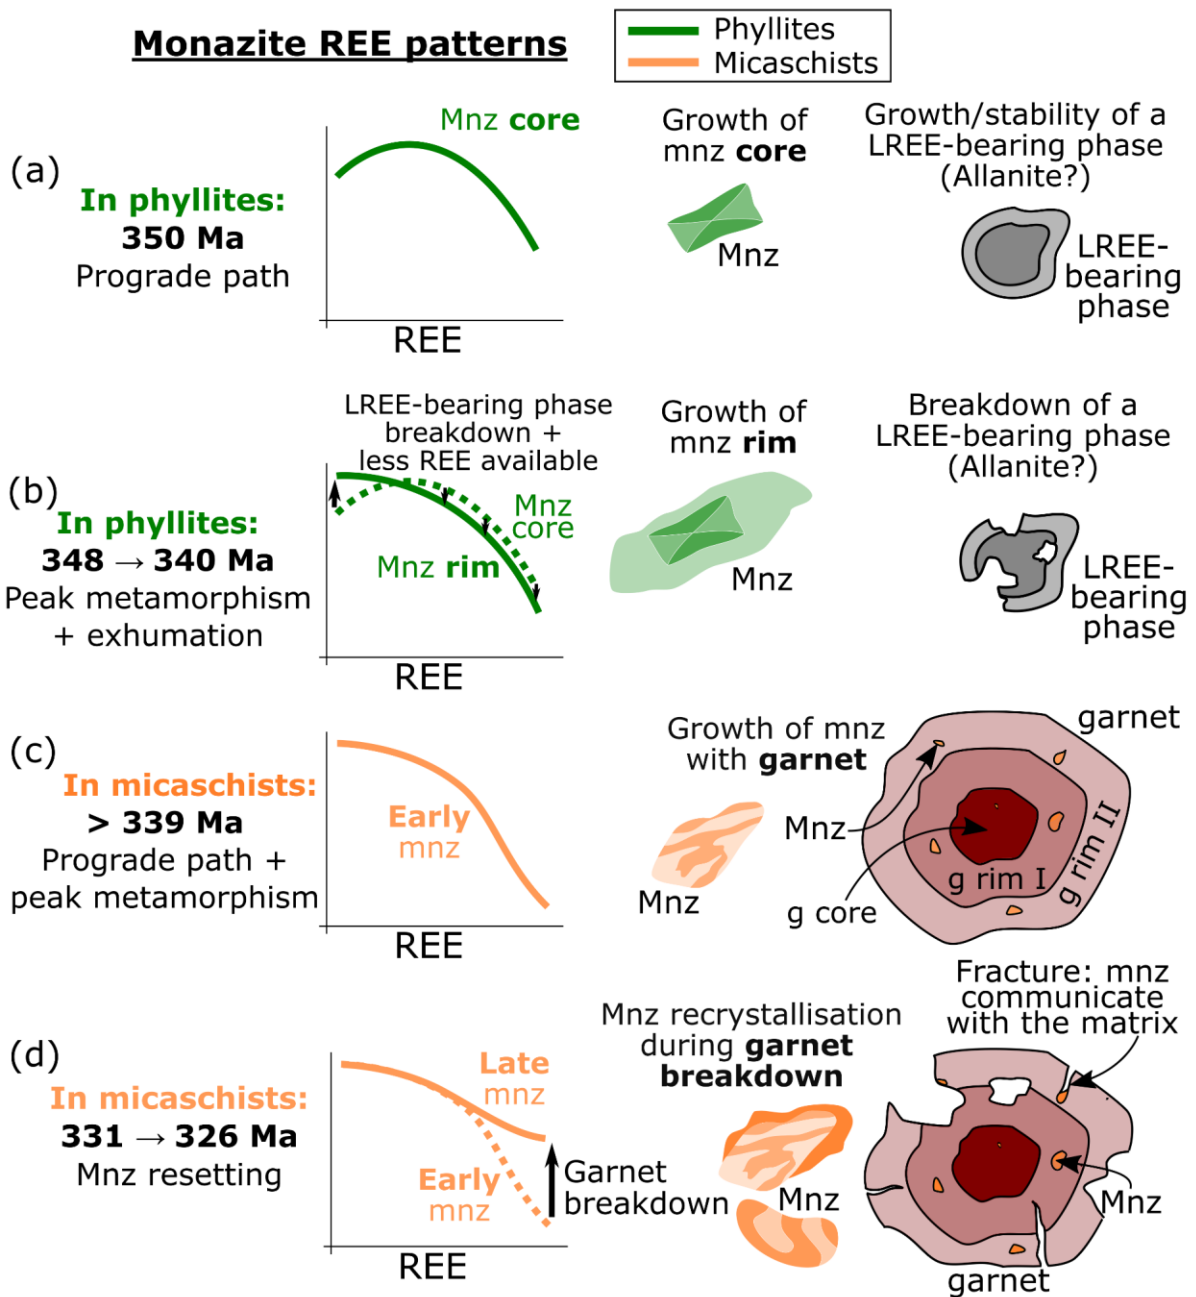 Monazite REE patterns
Phyllites
Micaschists
(a)
In phyllites:
350 Ma
Prograde path
Mnz core
REE
Growth of
mnz core
Mnz
Growth/stability of a
LREE-bearing phase
(Allanite?)
LREE-
bearing
phase
(b)
In phyllites:
348 → 340 Ma
Peak metamorphism
+ exhumation
LREE-bearing phase
breakdown +
less REE available
Mnz
core
Mnz rim
REE
Growth of
mnz rim
Mnz
Breakdown of a
LREE-bearing phase
(Allanite?)
LREE-
bearing
phase
(c)
In micaschists:
> 339 Ma
Prograde path +
peak metamorphism
Early
mnz
REE
Growth of mnz
with garnet
Mnz
Mnz
g core
g rim I
g rim II
garnet
(d)
In micaschists:
331 → 326 Ma
Mnz resetting
Late
mnz
Early
mnz
Garnet
breakdown
REE
Mnz recrystallisation
during garnet
breakdown
Mnz
Fracture: mnz
communicate
with the matrix
Mnz
garnet